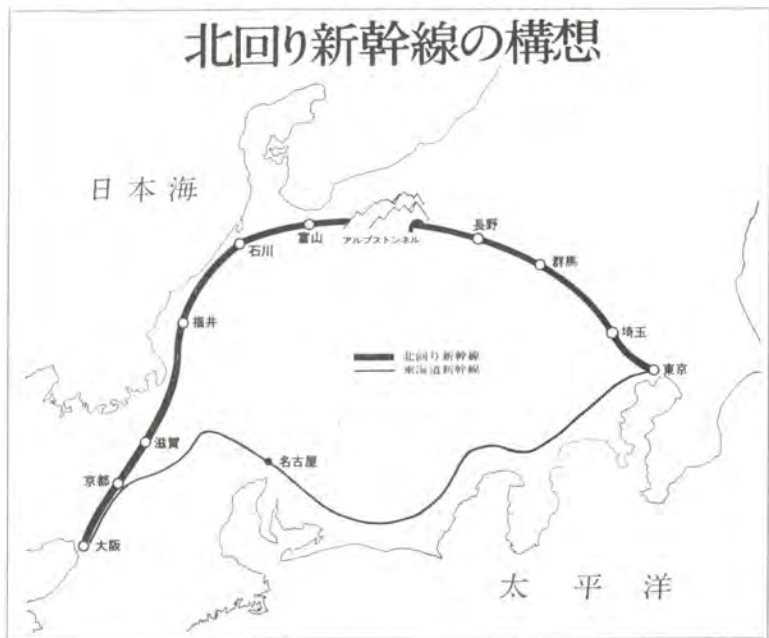 北回り新幹線の構想
日本海
富山
アルプストンネル
長野
石川
群馬
福井
埼玉
北回り新幹線
東海道新幹線
東京
滋賀
名古屋
京都
大阪
太平洋